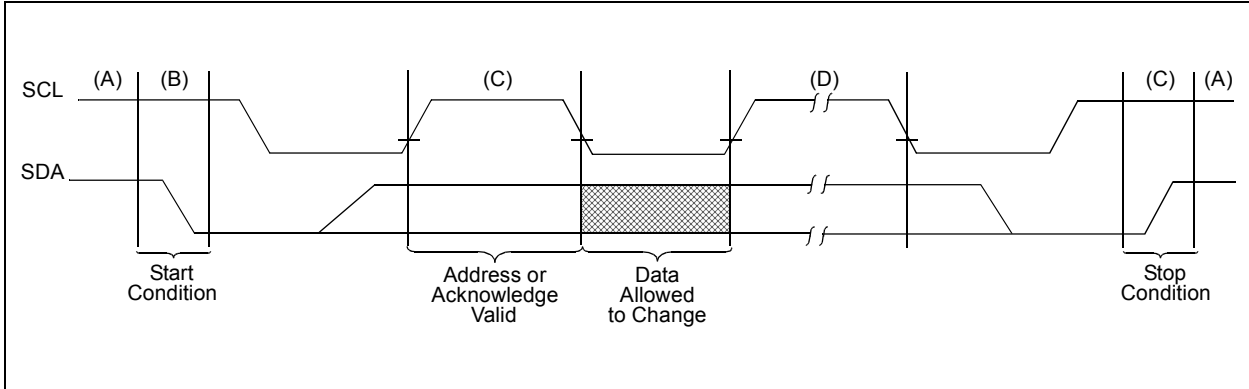 (A) (B) (C) (D) (C) (A)
SCL
SDA
Start
Condition
Address or
Acknowledge
Valid
Data
Allowed
to Change
Stop
Condition